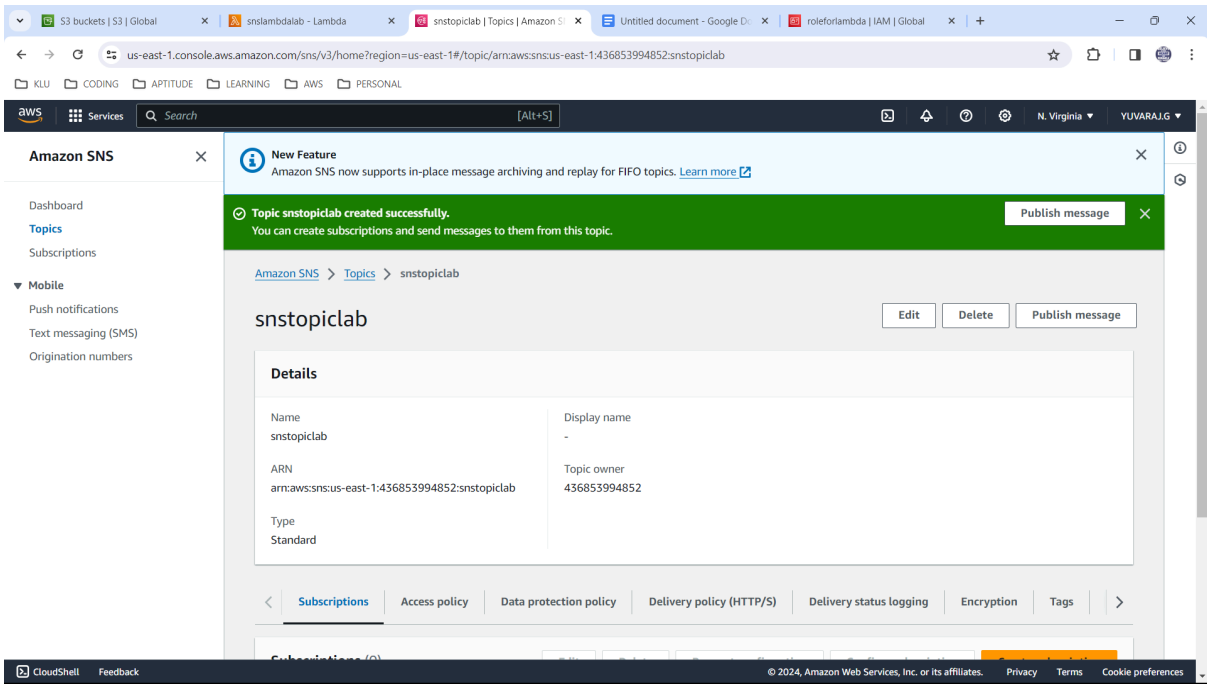 S3 buckets | S3 | Global
snslambdalab - Lambda
snstopiclab | Topics | Amazon S
Untitled document - Google Do
roleforlambda | IAM | Global
us-east-1.console.aws.amazon.com/sns/v3/home?region=us-east-1#/topic/arn:aws:sns:us-east-1:436853994852:snstopiclab
KLU CODING APTITUDE LEARNING AWS PERSONAL
aws Services Search [Alt+S] N. Virginia YUVARAJ.G
Amazon SNS
Dashboard
Topics
Subscriptions
Mobile
Push notifications
Text messaging (SMS)
Origination numbers
New Feature
Amazon SNS now supports in-place message archiving and replay for FIFO topics. Learn more
Topic snstopiclab created successfully.
You can create subscriptions and send messages to them from this topic.
Publish message
Amazon SNS > Topics > snstopiclab
snstopiclab
Edit Delete Publish message
Details
Name
snstopiclab
ARN
arn:aws:sns:us-east-1:436853994852:snstopiclab
Type
Standard
Display name
-
Topic owner
436853994852
Subscriptions Access policy Data protection policy Delivery policy (HTTP/S) Delivery status logging Encryption Tags
Subscriptions (0)
CloudShell Feedback © 2024, Amazon Web Services, Inc. or its affiliates. Privacy Terms Cookie preferences